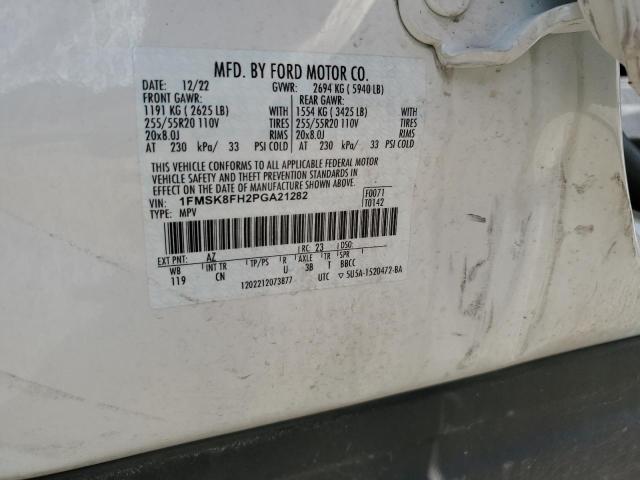 MFD. BY FORD MOTOR CO.
DATE: 12/22 GVWR: 2694 KG ( 5940 LB)
FRONT GAWR: REAR GAWR:
1191 KG ( 2625 LB) WITH 1554 KG ( 3425 LB) WITH
255/55R20 110V TIRES 255/55R20 110V TIRES
20x8.0J RIMS 20x8.0J RIMS
AT 230 kPa/ 33 PSI COLD AT 230 kPa/ 33 PSI COLD
THIS VEHICLE CONFORMS TO ALL APPLICABLE FEDERAL MOTOR
VEHICLE SAFETY AND THEFT PREVENTION STANDARDS IN
EFFECT ON THE DATE OF MANUFACTURE SHOWN ABOVE.
VIN: 1FMSK8FH2PGA21282 F0071
TYPE: MPV T0142
EXT PNT: AZ RC: 23 DSO:
WB INT TR TP/PS R AXLE TR SPR
119 CN U 3B T BBCC
1202212073877 UTC ▽ 5U5A-1520472-BA